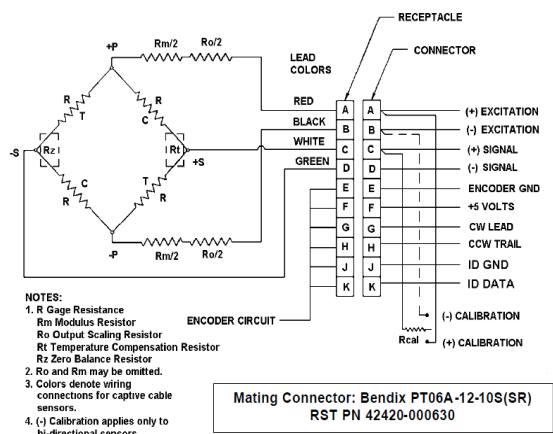 RECEPTACLE
CONNECTOR
+P
Rm/2
Ro/2
LEAD
COLORS
RED
A
A
(+) EXCITATION
R
T
R
C
BLACK
B
B
(-) EXCITATION
WHITE
C
C
(+) SIGNAL
-S
Rz
Rt
+S
GREEN
D
D
(-) SIGNAL
C
R
T
R
E
E
ENCODER GND
F
F
+5 VOLTS
G
G
CW LEAD
H
H
CCW TRAIL
-P
Rm/2
Ro/2
J
J
ID GND
K
K
ID DATA
NOTES:
1. R Gage Resistance
Rm Modulus Resistor
Ro Output Scaling Resistor
Rt Temperature Compensation Resistor
Rz Zero Balance Resistor
2. Ro and Rm may be omitted.
3. Colors denote wiring
connections for captive cable
sensors.
4. (-) Calibration applies only to
bi-directional sensors
ENCODER CIRCUIT
(-) CALIBRATION
Rcal
(+) CALIBRATION
Mating Connector: Bendix PT06A-12-10S(SR)
RST PN 42420-000630